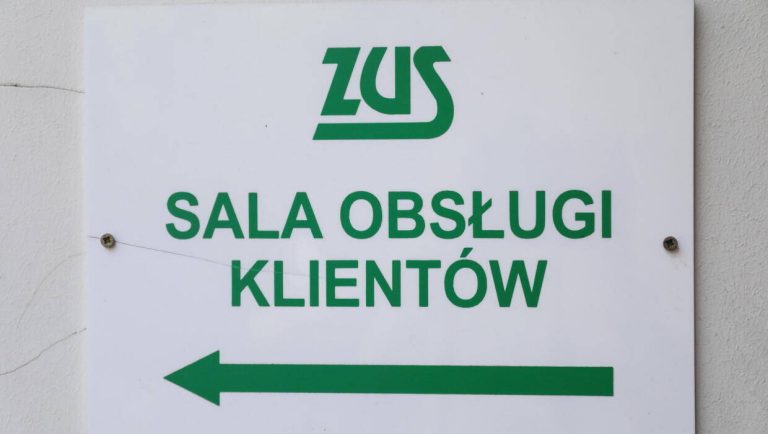 ZUS
SALA OBSŁUGI
KLIENTÓW